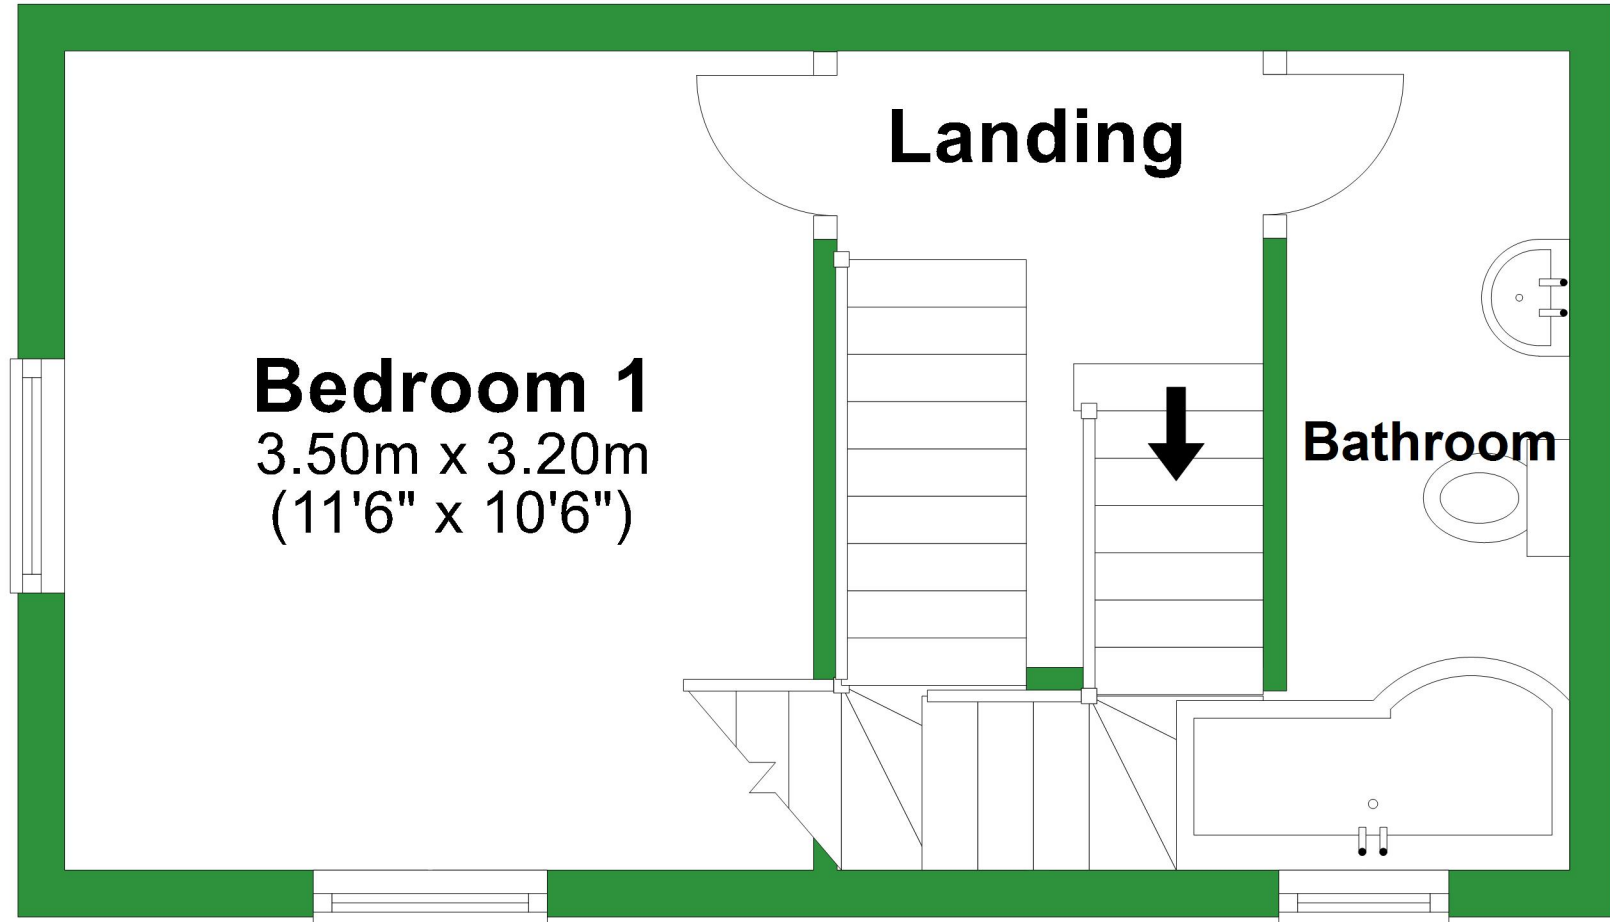 Landing
Bedroom 1
3.50m x 3.20m
(11'6" x 10'6")
Bathroom